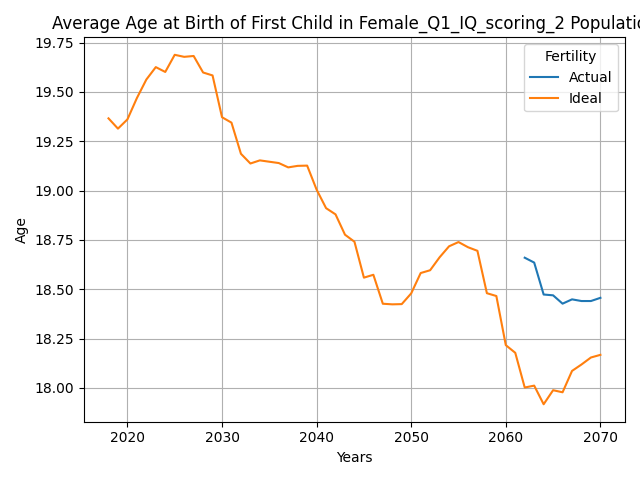 Average Age at Birth of First Child in Female_Q1_IQ_scoring_2 Populatio
Fertility
Actual
Ideal
19.75
19.50
19.25
19.00
18.75
18.50
18.25
18.00
Age
2020 2030 2040 2050 2060 2070
Years